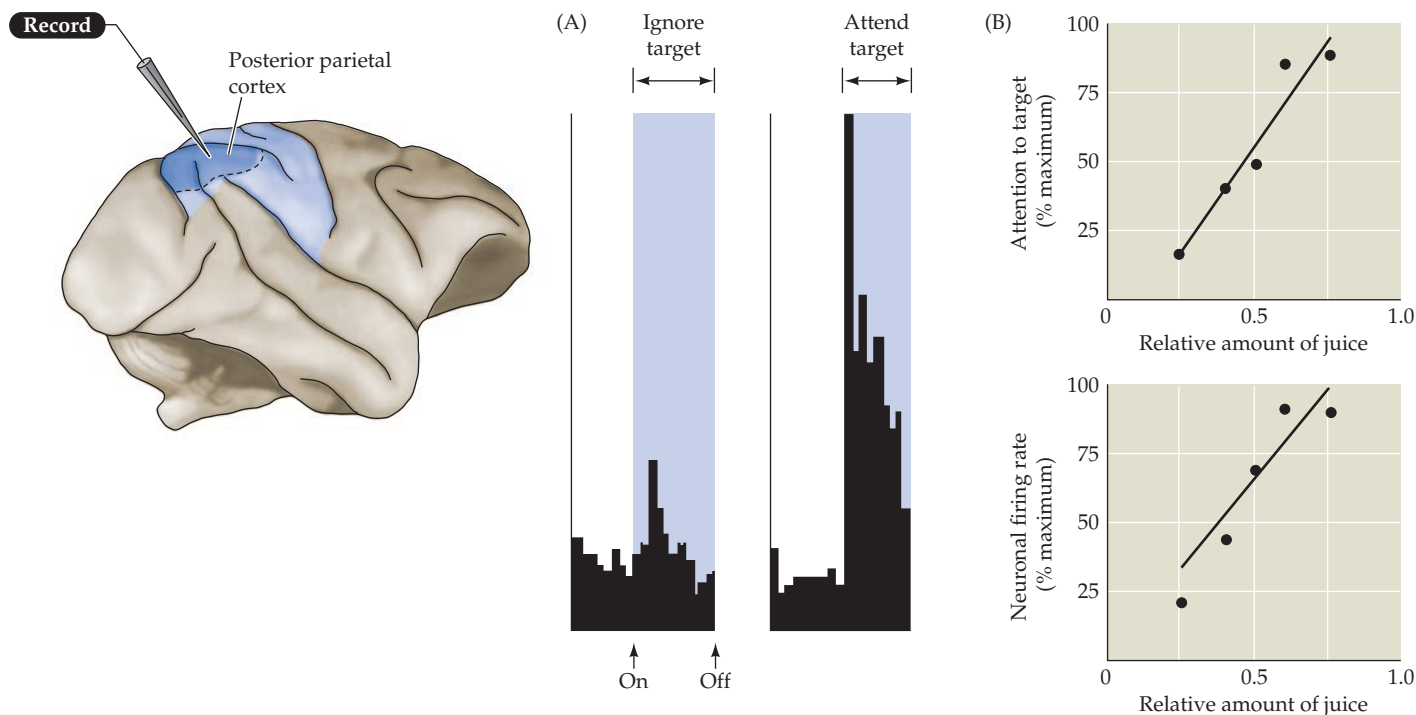 Record
Posterior parietal
cortex
(A)
Ignore
target
Attend
target
On
Off
(B)
Attention to target
(% maximum)
100
75
50
25
0
0.5
1.0
Relative amount of juice
Neuronal firing rate
(% maximum)
100
75
50
25
0
0.5
1.0
Relative amount of juice